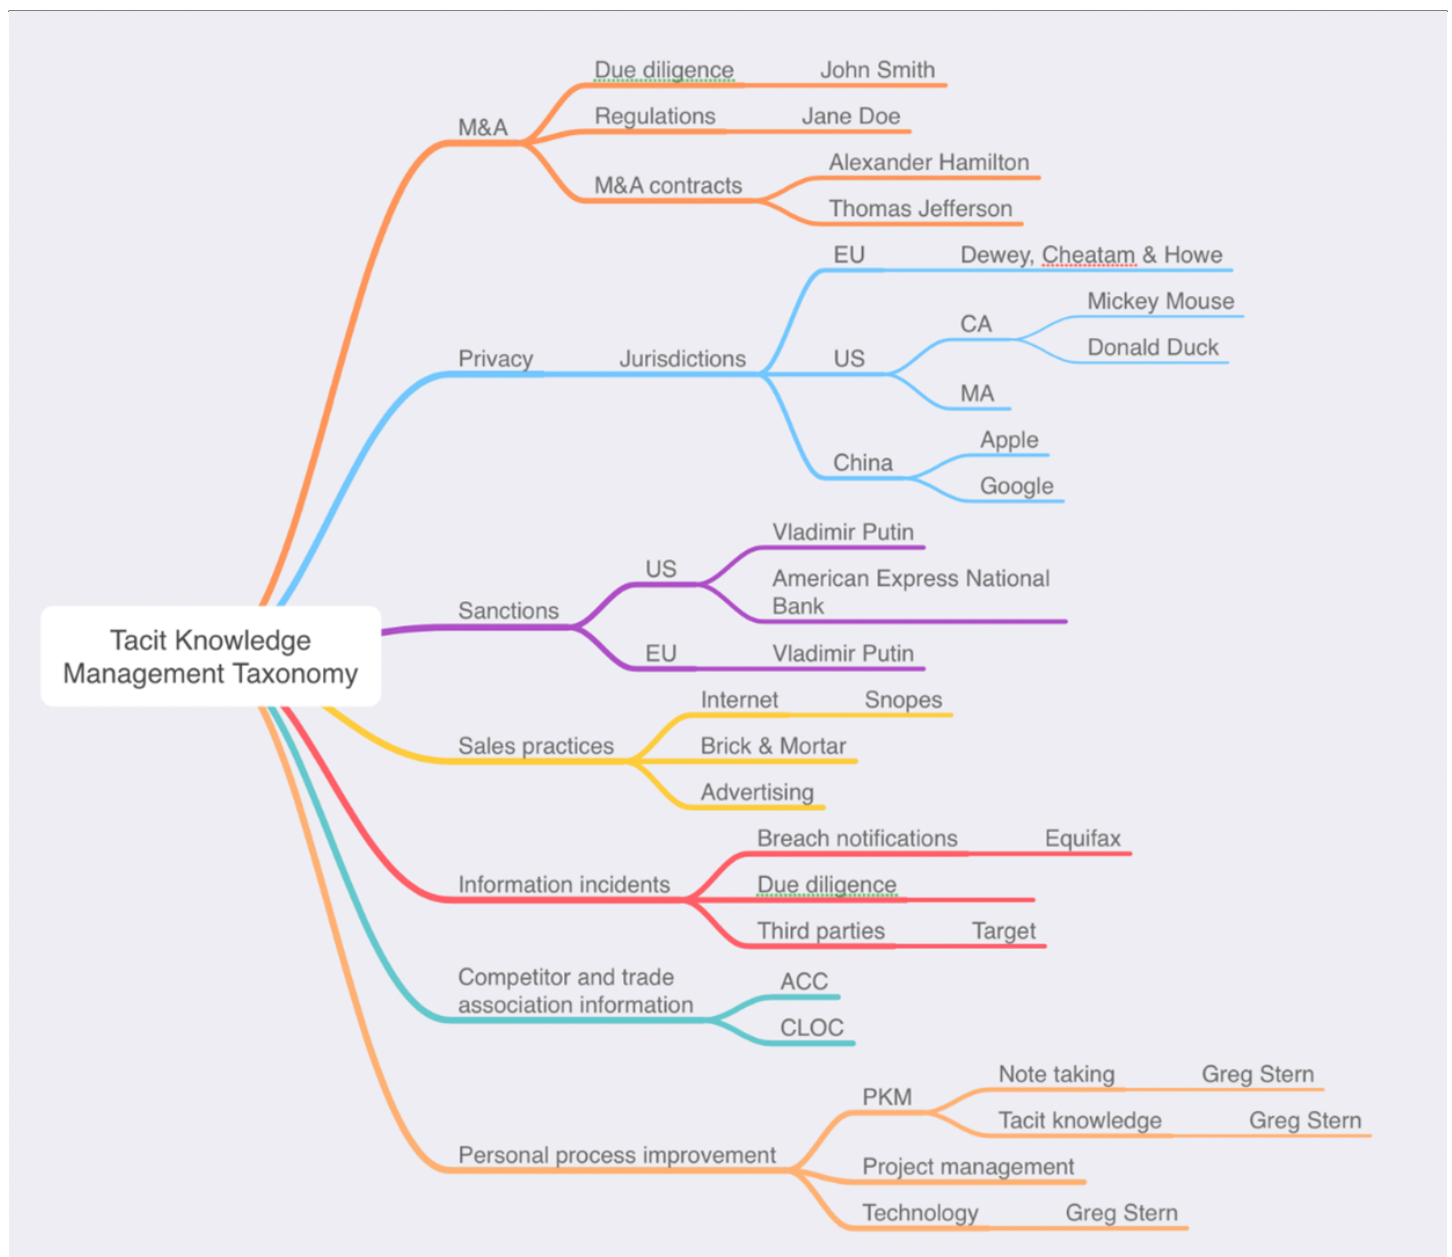 Due diligence
John Smith
M&A
Regulations
Jane Doe
M&A contracts
Alexander Hamilton
Thomas Jefferson
EU
Dewey, Cheatam & Howe
Privacy
Jurisdictions
US
CA
Mickey Mouse
Donald Duck
MA
China
Apple
Google
Tacit Knowledge
Management Taxonomy
Sanctions
US
Vladimir Putin
American Express National
Bank
EU
Vladimir Putin
Sales practices
Internet
Snopes
Brick & Mortar
Advertising
Information incidents
Breach notifications
Equifax
Due diligence
Third parties
Target
Competitor and trade
association information
ACC
CLOC
Personal process improvement
PKM
Note taking
Greg Stern
Tacit knowledge
Greg Stern
Project management
Technology
Greg Stern